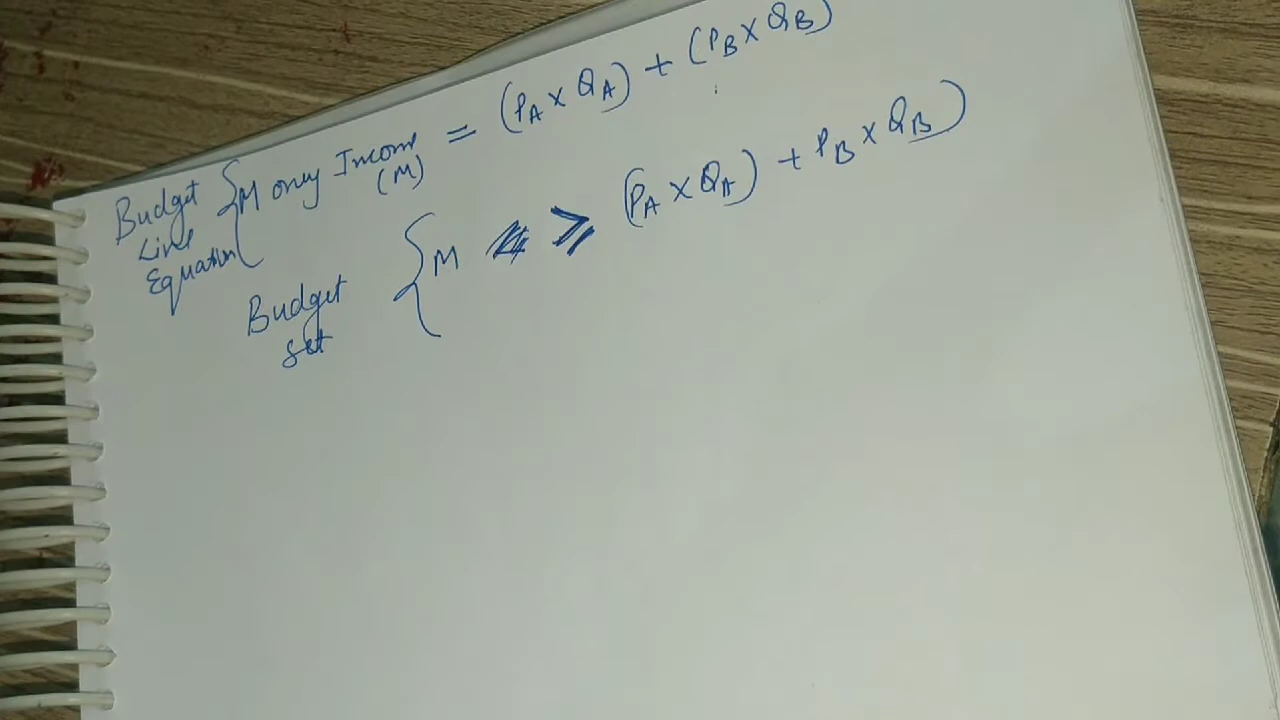 Budget Line Equation { Money Income (M) = (PA × QA) + (PB × QB)
Budget set { M ≥ (PA × QA) + PB × QB)